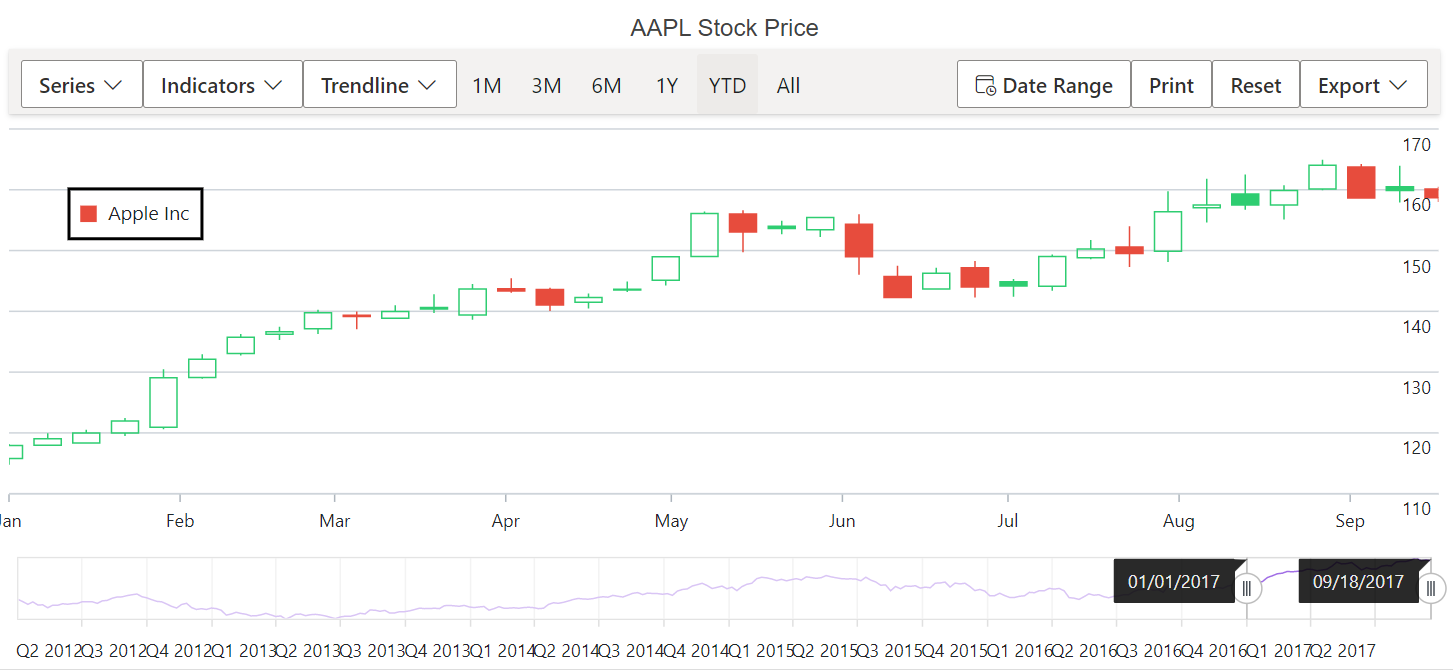 AAPL Stock Price
Series Indicators Trendline 1M 3M 6M 1Y YTD All Date Range Print Reset Export
170
Apple Inc
160
150
140
130
120
110
Jan Feb Mar Apr May Jun Jul Aug Sep
01/01/2017 09/18/2017
Q2 2012 Q3 2012 Q4 2012 Q1 2013 Q2 2013 Q3 2013 Q4 2013 Q1 2014 Q2 2014 Q3 2014 Q4 2014 Q1 2015 Q2 2015 Q3 2015 Q4 2015 Q1 2016 Q2 2016 Q3 2016 Q4 2016 Q1 2017 Q2 2017